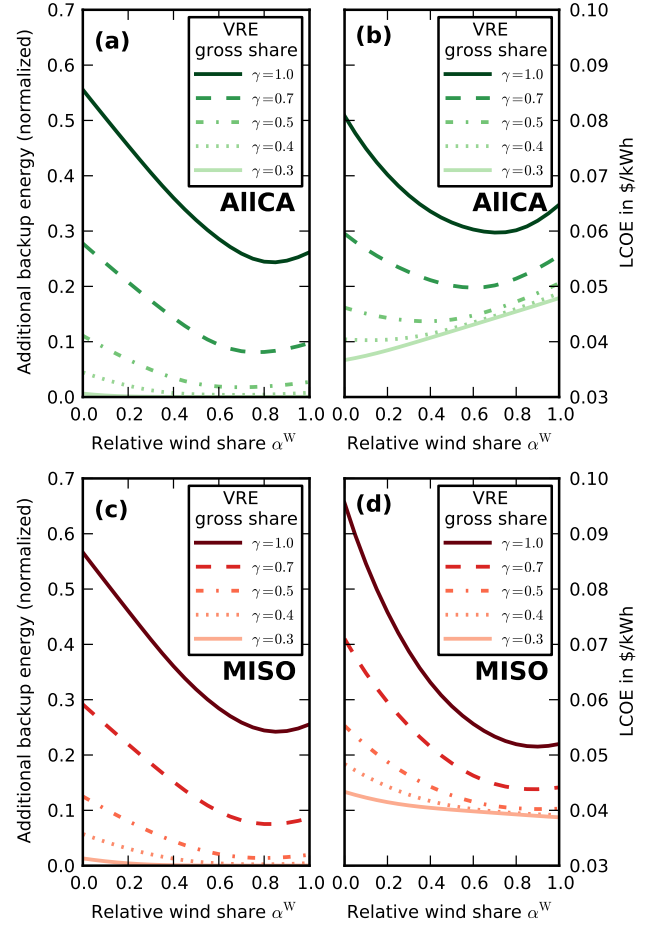 0.7
0.6
0.5
0.4
0.3
0.2
0.1
0.0
Additional backup energy (normalized)
(a)
VRE
gross share
γ=1.0
γ=0.7
γ=0.5
γ=0.4
γ=0.3
AllCA
0.0 0.2 0.4 0.6 0.8 1.0
Relative wind share α^W
(b)
VRE
gross share
γ=1.0
γ=0.7
γ=0.5
γ=0.4
γ=0.3
AllCA
0.10
0.09
0.08
0.07
0.06
0.05
0.04
0.03
LCOE in $/kWh
0.0 0.2 0.4 0.6 0.8 1.0
Relative wind share α^W
0.7
0.6
0.5
0.4
0.3
0.2
0.1
0.0
Additional backup energy (normalized)
(c)
VRE
gross share
γ=1.0
γ=0.7
γ=0.5
γ=0.4
γ=0.3
MISO
0.0 0.2 0.4 0.6 0.8 1.0
Relative wind share α^W
(d)
VRE
gross share
γ=1.0
γ=0.7
γ=0.5
γ=0.4
γ=0.3
MISO
0.10
0.09
0.08
0.07
0.06
0.05
0.04
0.03
LCOE in $/kWh
0.0 0.2 0.4 0.6 0.8 1.0
Relative wind share α^W